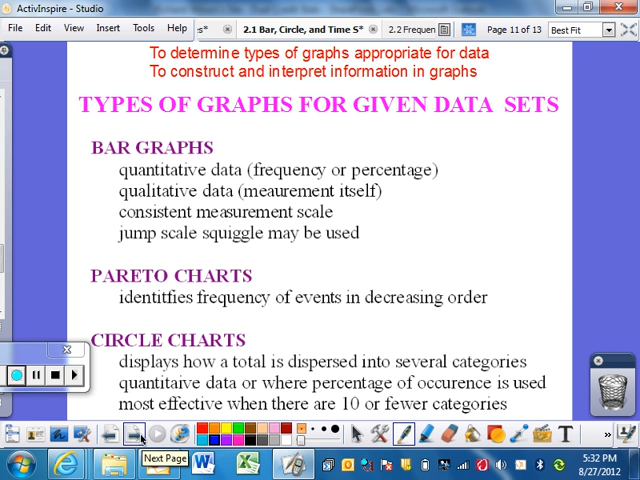 ActivInspire - Studio
File Edit View Tools Insert Help
s* 2.1 Bar, Circle, and Time S* 2.2 Frequen Page 11 of 13 Best Fit
To determine types of graphs appropriate for data
To construct and interpret information in graphs
TYPES OF GRAPHS FOR GIVEN DATA SETS
BAR GRAPHS
quantitative data (frequency or percentage)
qualitative data (meaurement itself)
consistent measurement scale
jump scale squiggle may be used
PARETO CHARTS
identitfies frequency of events in decreasing order
CIRCLE CHARTS
displays how a total is dispersed into several categories
quantitaive data or where percentage of occurence is used
most effective when there are 10 or fewer categories
Next Page
5:32 PM
8/27/2012